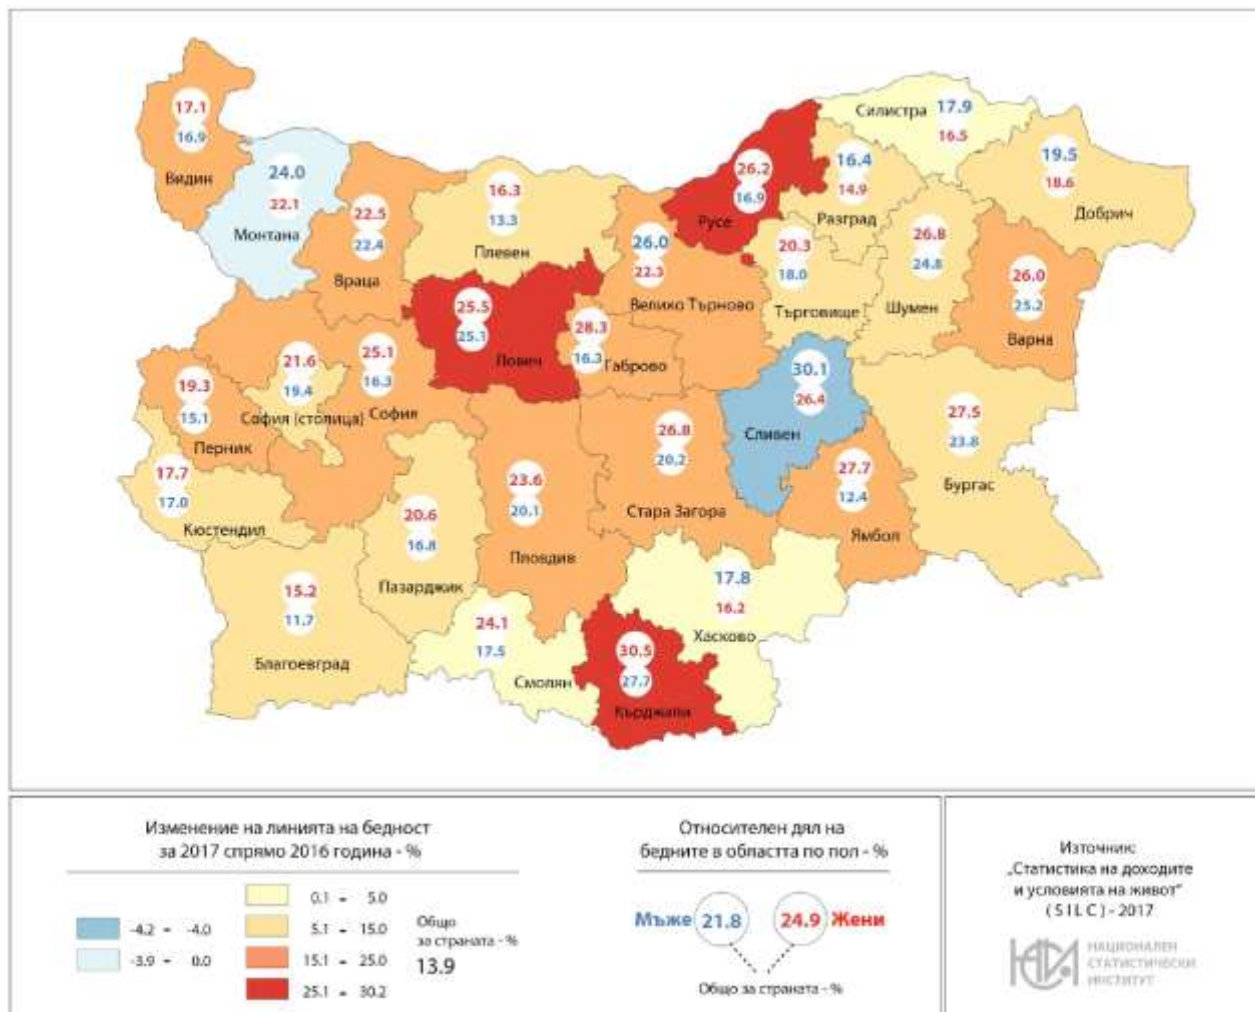 17.1
16.9
Видин
24.0
22.1
Монтана
22.5
22.4
Враца
16.3
13.3
Плевен
25.5
25.1
Ловеч
26.0
22.3
Велико Търново
28.3
16.3
Габрово
26.2
16.9
Русе
Силистра
17.9
16.5
16.4
14.9
Разград
19.5
18.6
Добрич
20.3
18.0
Търговище
26.8
24.8
Шумен
26.0
25.2
Варна
21.6
19.4
София (столица)
25.1
16.3
София
19.3
15.1
Перник
17.7
17.0
Кюстендил
15.2
11.7
Благоевград
20.6
16.8
Пазарджик
23.6
20.1
Пловдив
26.8
20.2
Стара Загора
30.1
26.4
Сливен
27.7
12.4
Ямбол
27.5
23.8
Бургас
24.1
17.5
Смолян
30.5
27.7
Кърджали
17.8
16.2
Хасково
Изменение на линията на бедност
за 2017 спрямо 2016 година - %
-4.2 - -4.0
-3.9 - 0.0
0.1 - 5.0
5.1 - 15.0
15.1 - 25.0
25.1 - 30.2
Общо
за страната - %
13.9
Относителен дял на
бедните в областта по пол - %
Мъже 21.8 24.9 Жени
Общо за страната - %
Източник:
„Статистика на доходите
и условията на живот"
( S I L C ) - 2017
НСИ
НАЦИОНАЛЕН
СТАТИСТИЧЕСКИ
ИНСТИТУТ